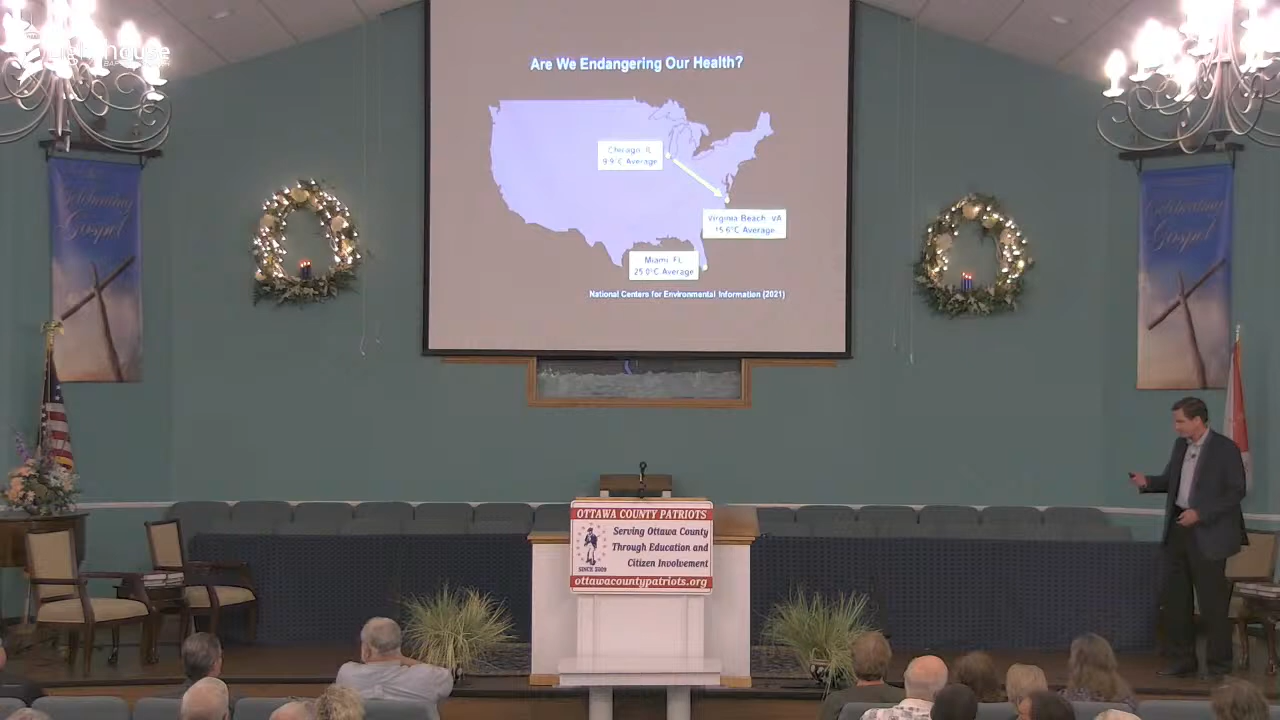 Lighthouse
Are We Endangering Our Health?
Chicago, IL
9.9°C Average
Virginia Beach, VA
15.6°C Average
Miami, FL
25.0°C Average
National Centers for Environmental Information (2021)
Celebrating
Gospel
Celebrating
Gospel
OTTAWA COUNTY PATRIOTS
Serving Ottawa County
Through Education and
Citizen Involvement
SINCE 2009
ottawacountypatriots.org